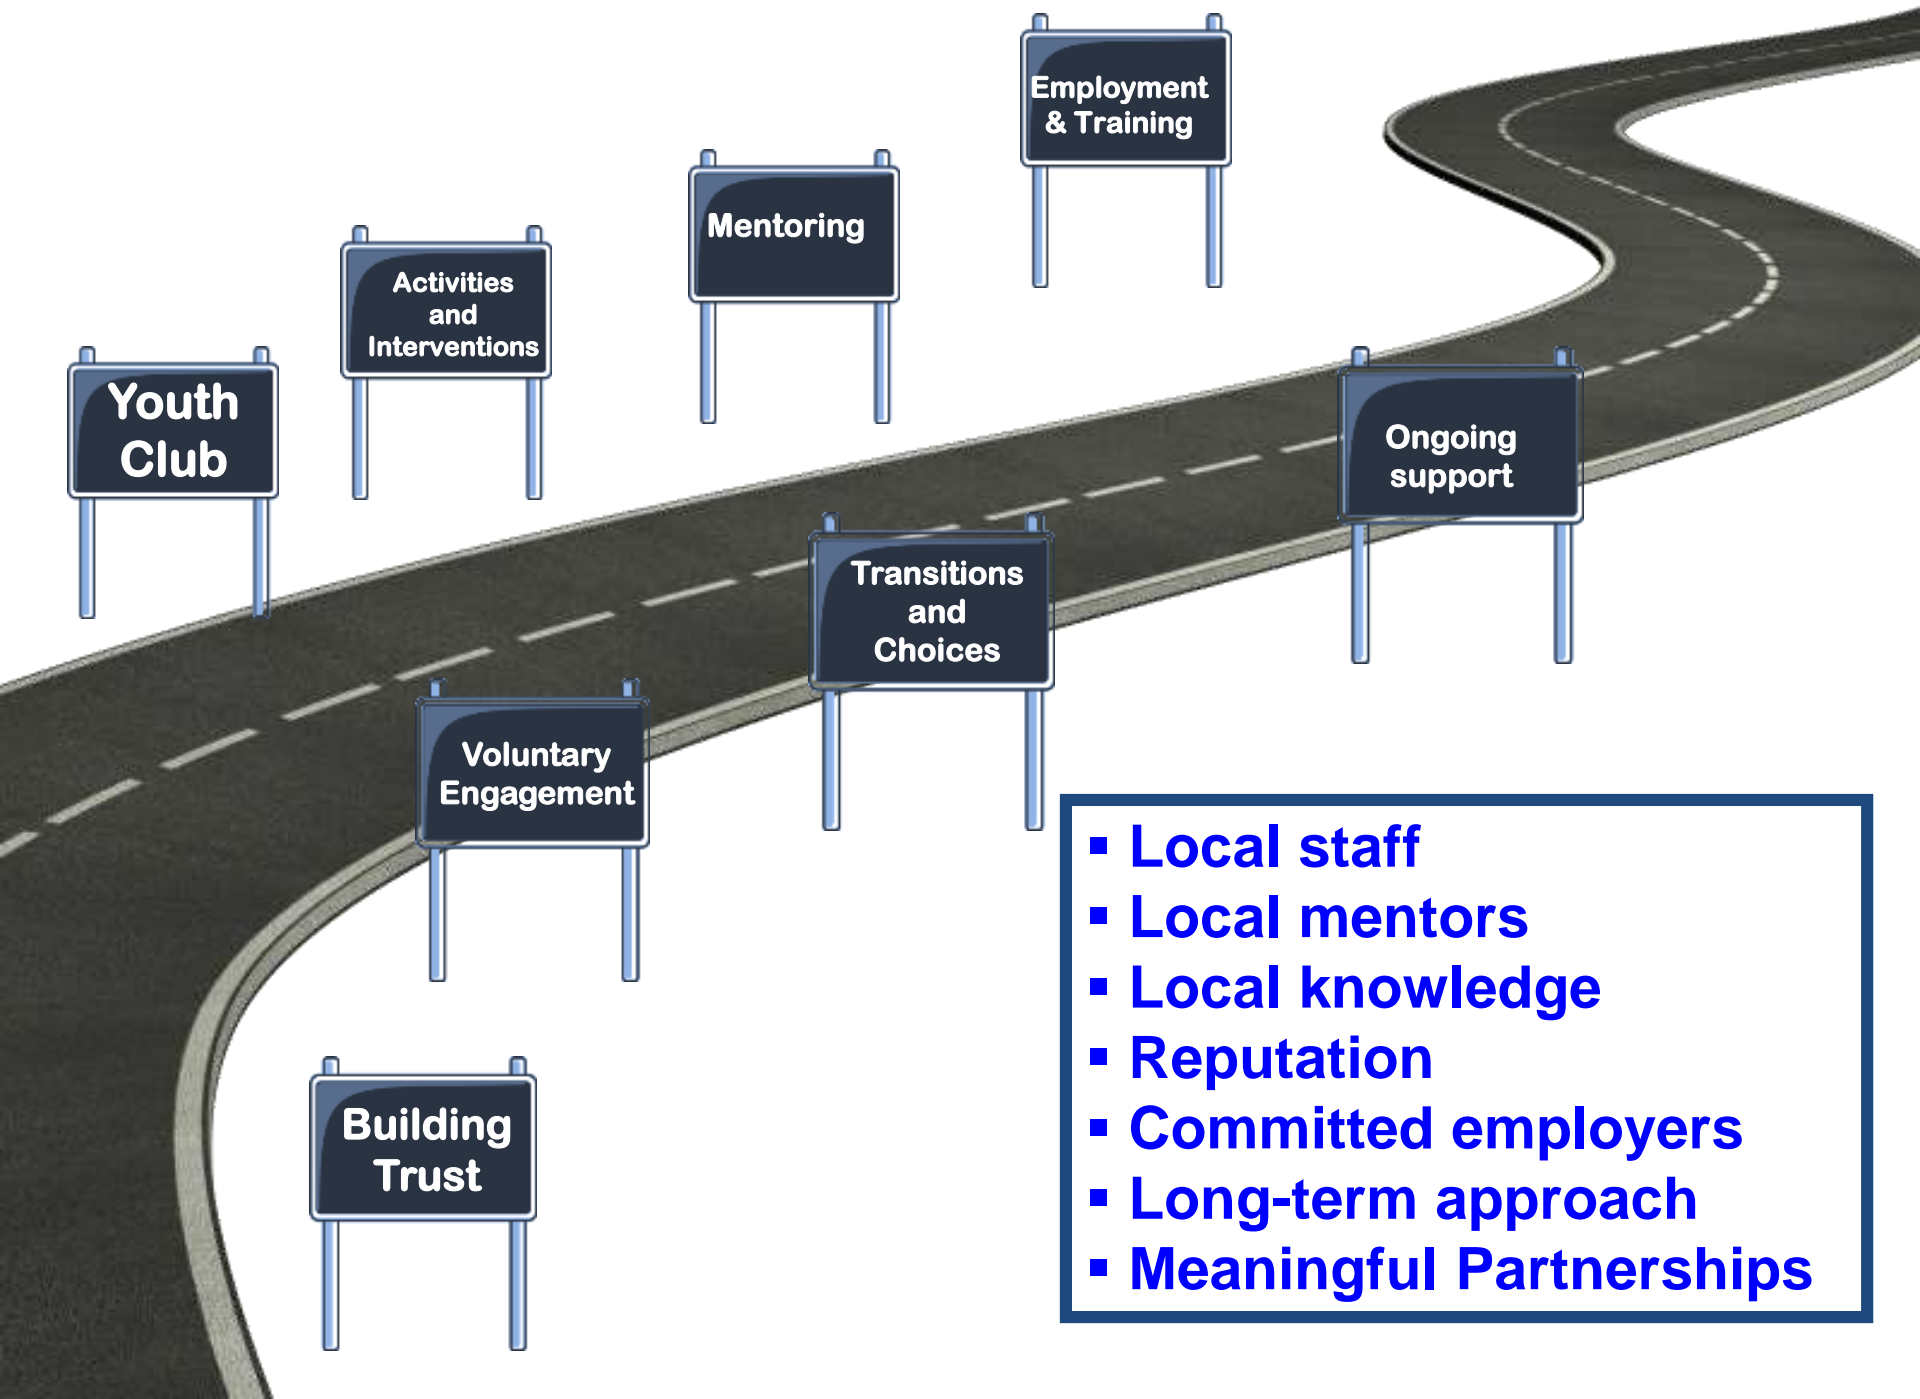 Employment
& Training
Mentoring
Activities
and
Interventions
Youth
Club
Ongoing
support
Transitions
and
Choices
Voluntary
Engagement
Building
Trust
▪ Local staff
▪ Local mentors
▪ Local knowledge
▪ Reputation
▪ Committed employers
▪ Long-term approach
▪ Meaningful Partnerships